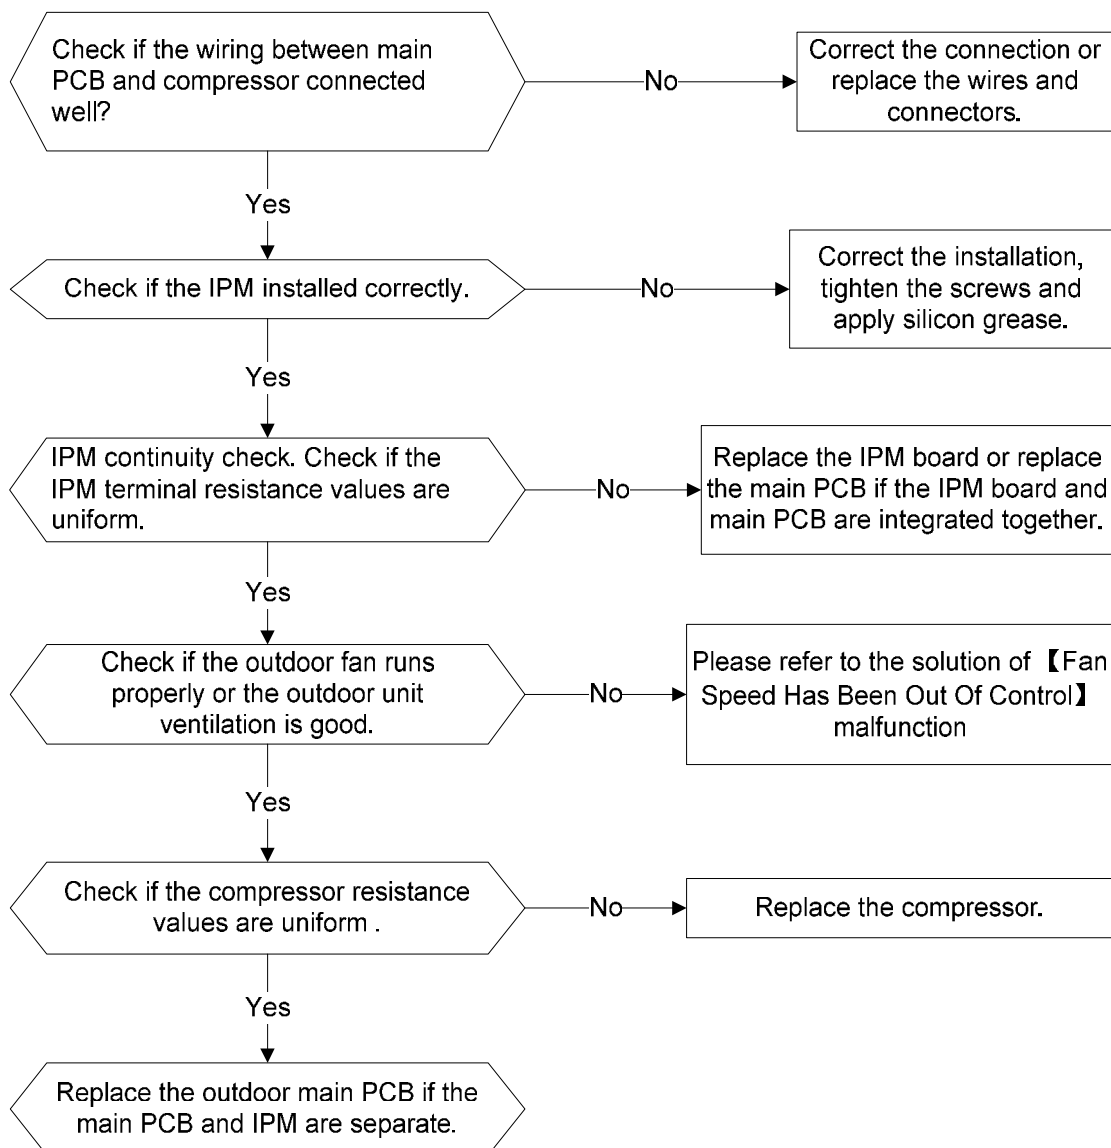 Check if the wiring between main
PCB and compressor connected
well?
No
Correct the connection or
replace the wires and
connectors.
Yes
Check if the IPM installed correctly.
No
Correct the installation,
tighten the screws and
apply silicon grease.
Yes
IPM continuity check. Check if the
IPM terminal resistance values are
uniform.
No
Replace the IPM board or replace
the main PCB if the IPM board and
main PCB are integrated together.
Yes
Check if the outdoor fan runs
properly or the outdoor unit
ventilation is good.
No
Please refer to the solution of【Fan
Speed Has Been Out Of Control】
malfunction
Yes
Check if the compressor resistance
values are uniform .
No
Replace the compressor.
Yes
Replace the outdoor main PCB if the
main PCB and IPM are separate.